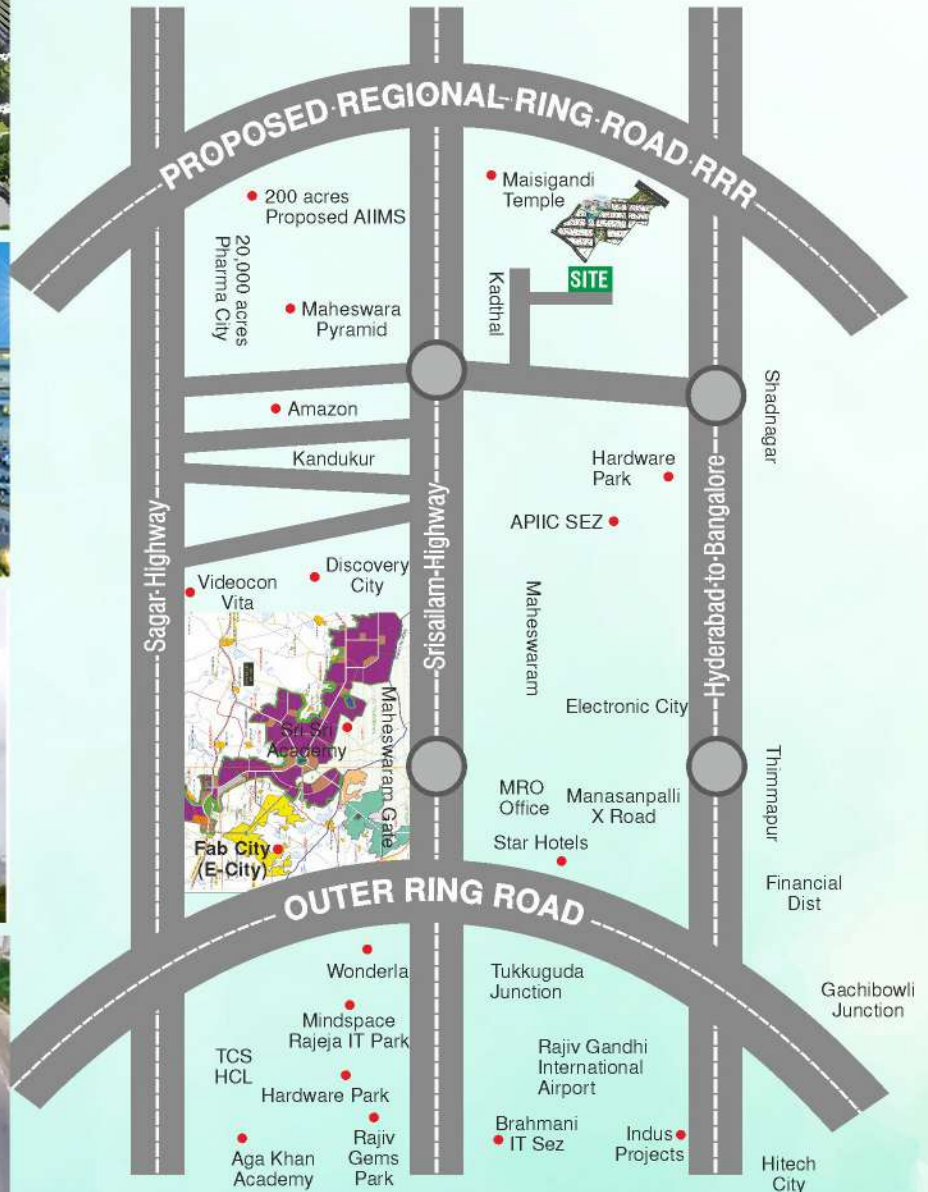 PROPOSED REGIONAL RING ROAD RRR
200 acres
Proposed AIIMS
Maisigandi
Temple
20,000 acres
Pharma City
Maheswara
Pyramid
Kadthal
SITE
Shadnagar
Amazon
Kandukur
Hardware
Park
APIIC SEZ
Sagar Highway
Srisailam Highway
Hyderabad to Bangalore
Videocon
Vita
Discovery
City
Maheswaram
Sri Sri
Academy
Maheswaram Gate
Electronic City
MRO
Office
Manasanpalli
X Road
Thimmapur
Star Hotels
Fab City
(E-City)
Financial
Dist
OUTER RING ROAD
Wonderla
Tukkuguda
Junction
Gachibowli
Junction
Mindspace
Rajeja IT Park
TCS
HCL
Rajiv Gandhi
International
Airport
Hardware Park
Aga Khan
Academy
Rajiv
Gems
Park
Brahmani
IT Sez
Indus
Projects
Hitech
City